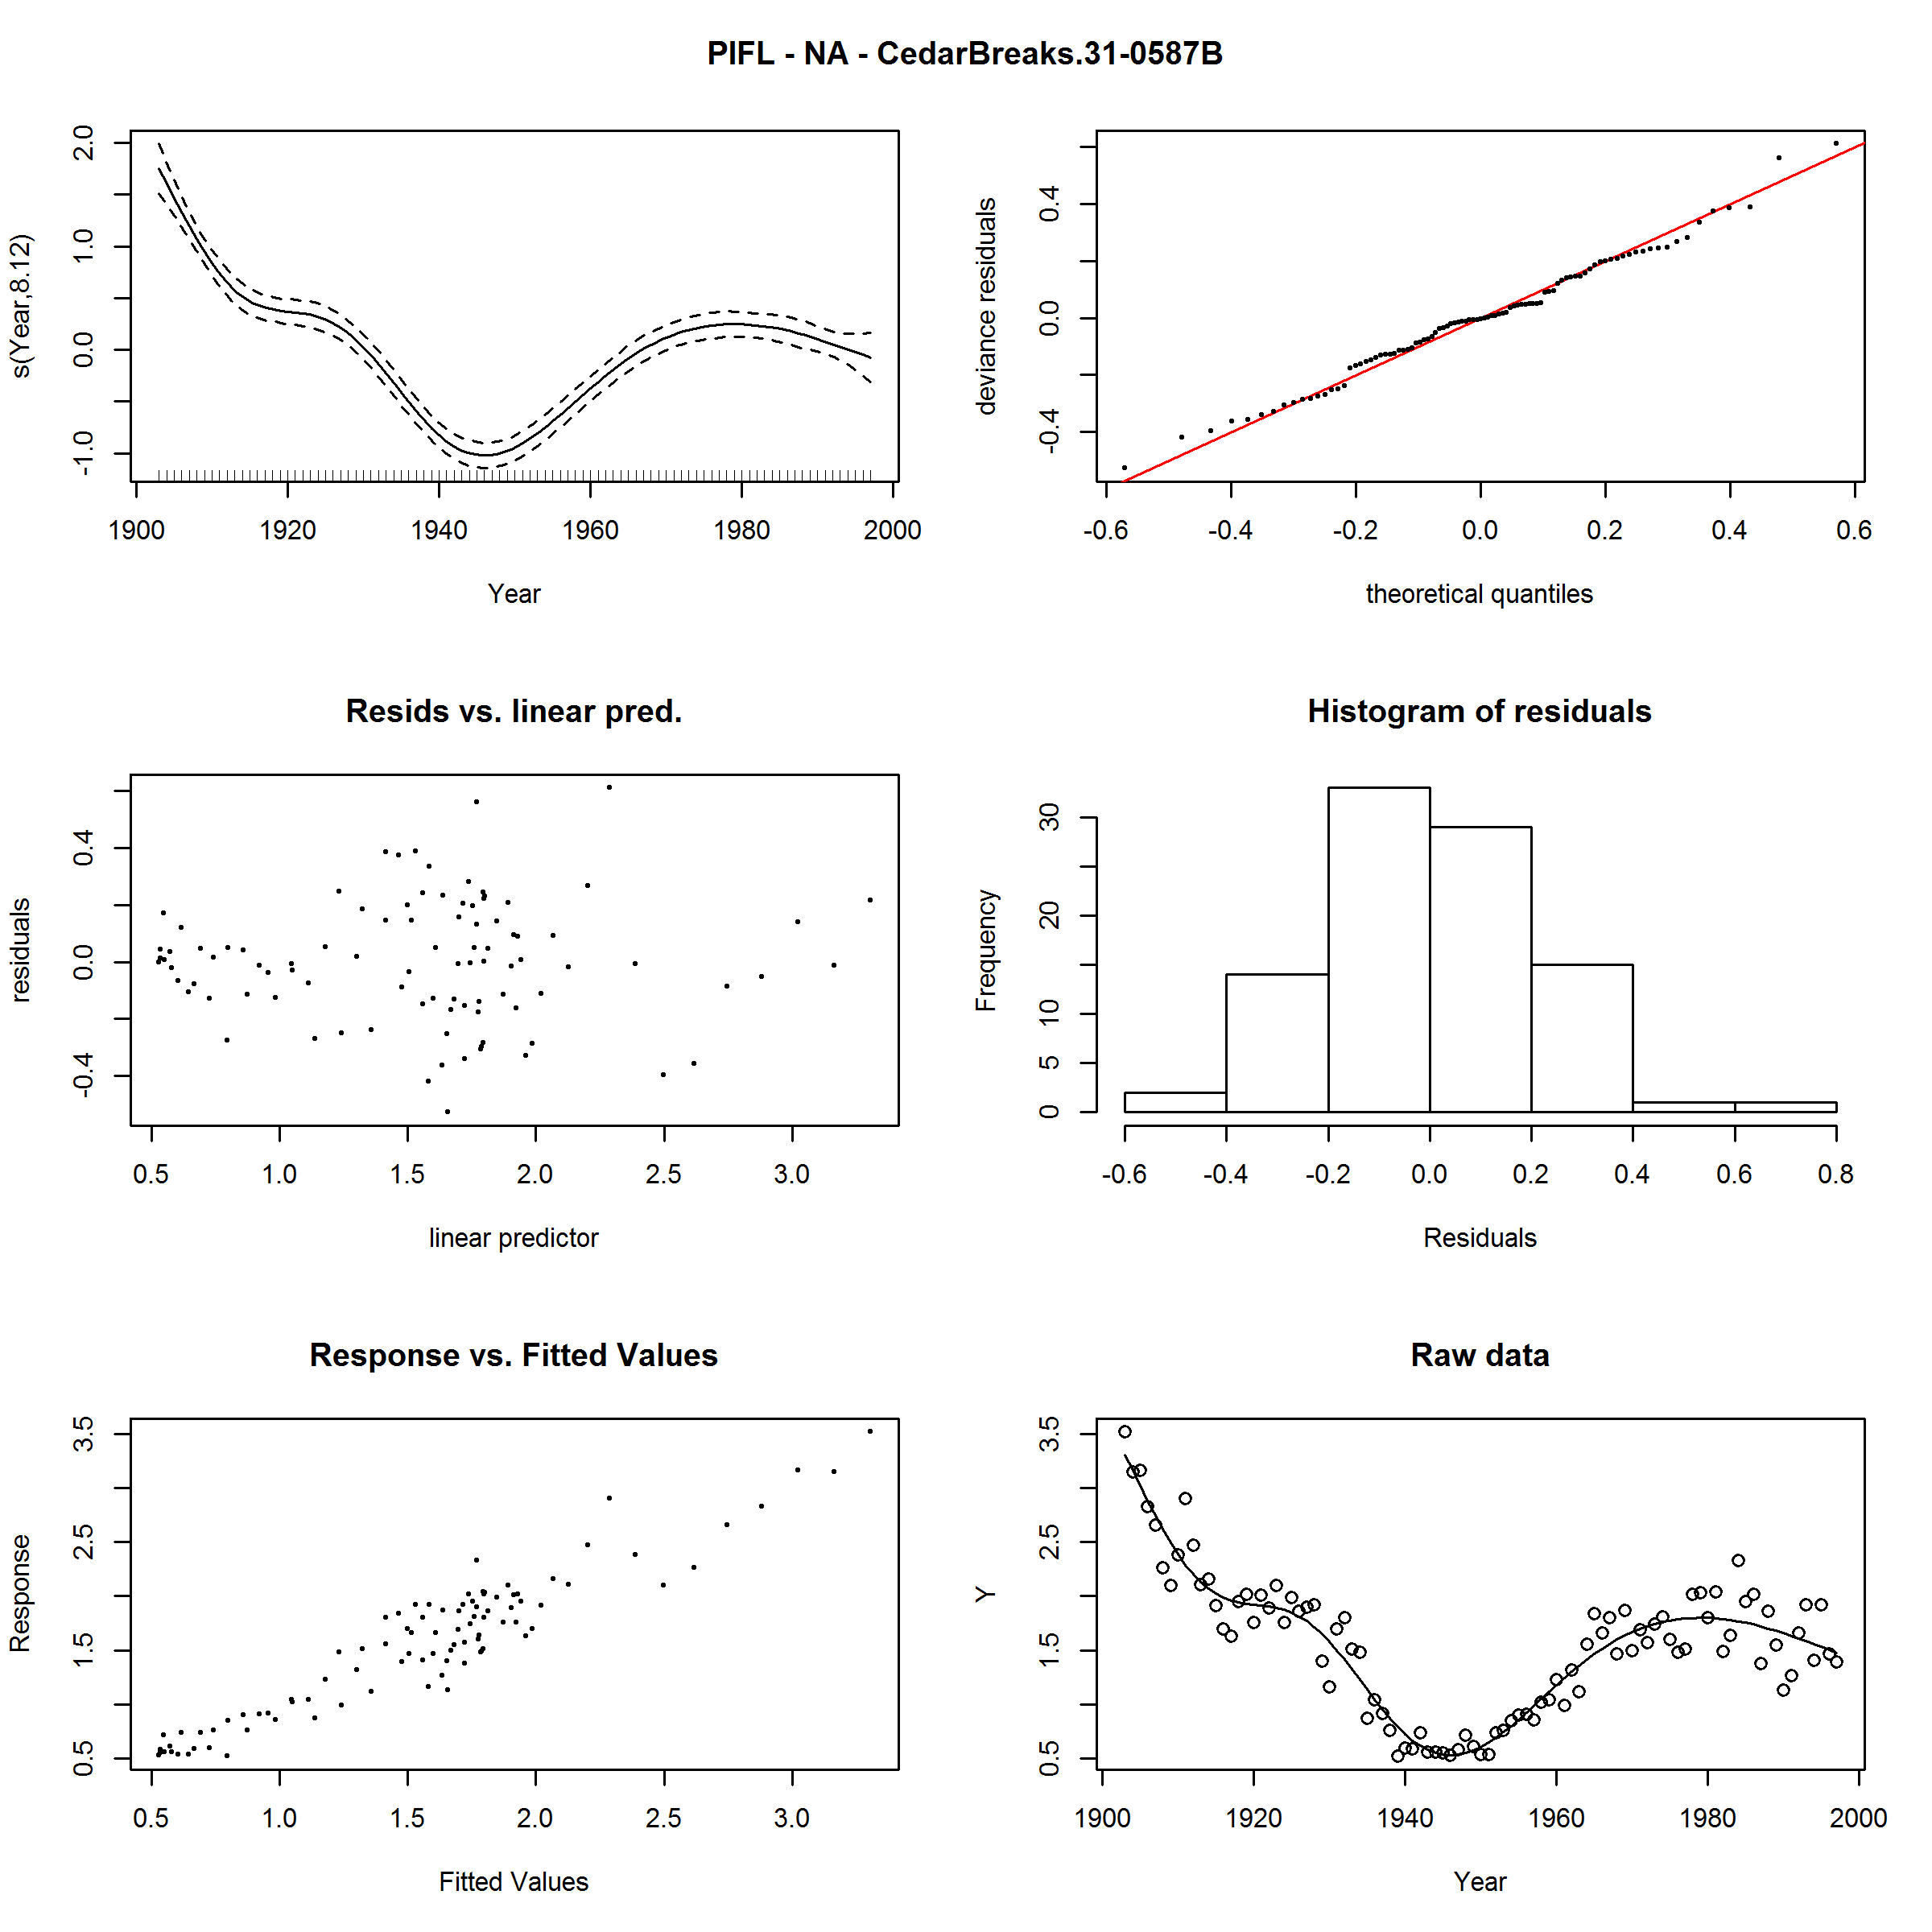 PIFL - NA - CedarBreaks.31-0587B
s(Year,8.12)
-1.0 0.0 1.0 2.0
1900 1920 1940 1960 1980 2000
Year
deviance residuals
-0.4 0.0 0.4
-0.6 -0.4 -0.2 0.0 0.2 0.4 0.6
theoretical quantiles
Resids vs. linear pred.
residuals
-0.4 0.0 0.4
0.5 1.0 1.5 2.0 2.5 3.0
linear predictor
Histogram of residuals
Frequency
0 5 10 20 30
-0.6 -0.4 -0.2 0.0 0.2 0.4 0.6 0.8
Residuals
Response vs. Fitted Values
Response
0.5 1.5 2.5 3.5
0.5 1.0 1.5 2.0 2.5 3.0
Fitted Values
Raw data
Y
0.5 1.5 2.5 3.5
1900 1920 1940 1960 1980 2000
Year